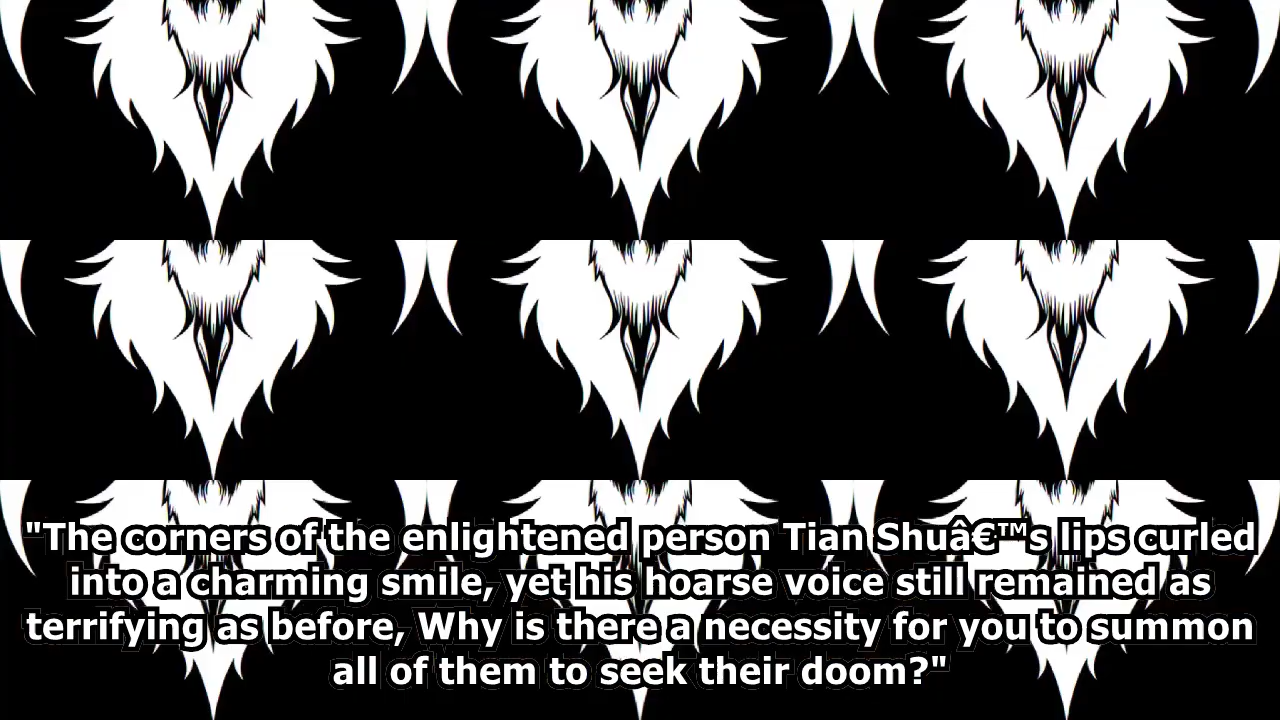 "The corners of the enlightened person Tian Shuâ€™s lips curled
into a charming smile, yet his hoarse voice still remained as
terrifying as before, Why is there a necessity for you to summon
all of them to seek their doom?"